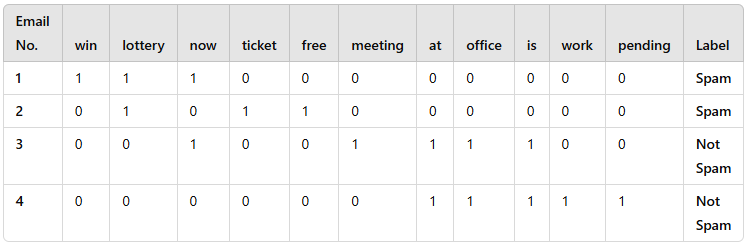 Email No. win lottery now ticket free meeting at office is work pending Label
1 1 1 1 0 0 0 0 0 0 0 0 Spam
2 0 1 0 1 1 0 0 0 0 0 0 Spam
3 0 0 1 0 0 1 1 1 1 0 0 Not Spam
4 0 0 0 0 0 0 1 1 1 1 1 Not Spam